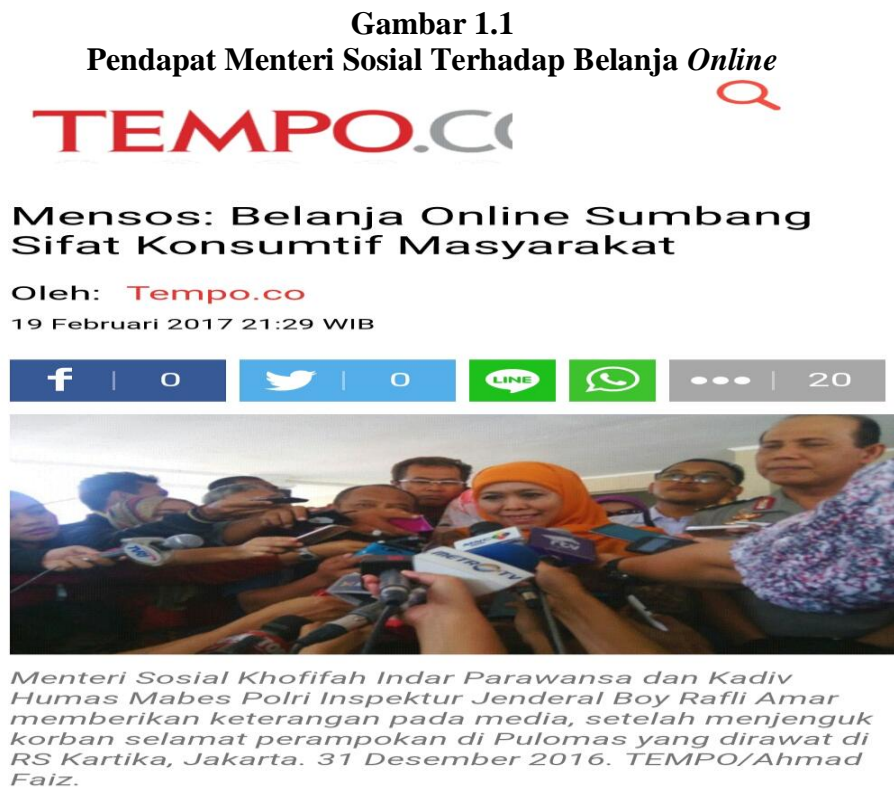 Gambar 1.1
Pendapat Menteri Sosial Terhadap Belanja Online
TEMPO.C
Mensos: Belanja Online Sumbang
Sifat Konsumtif Masyarakat
Oleh: Tempo.co
19 Februari 2017 21:29 WIB
f | 0 | 0 LINE ••• | 20
METRO TV
Menteri Sosial Khofifah Indar Parawansa dan Kadiv
Humas Mabes Polri Inspektur Jenderal Boy Rafli Amar
memberikan keterangan pada media, setelah menjenguk
korban selamat perampokan di Pulomas yang dirawat di
RS Kartika, Jakarta. 31 Desember 2016. TEMPO/Ahmad
Faiz.